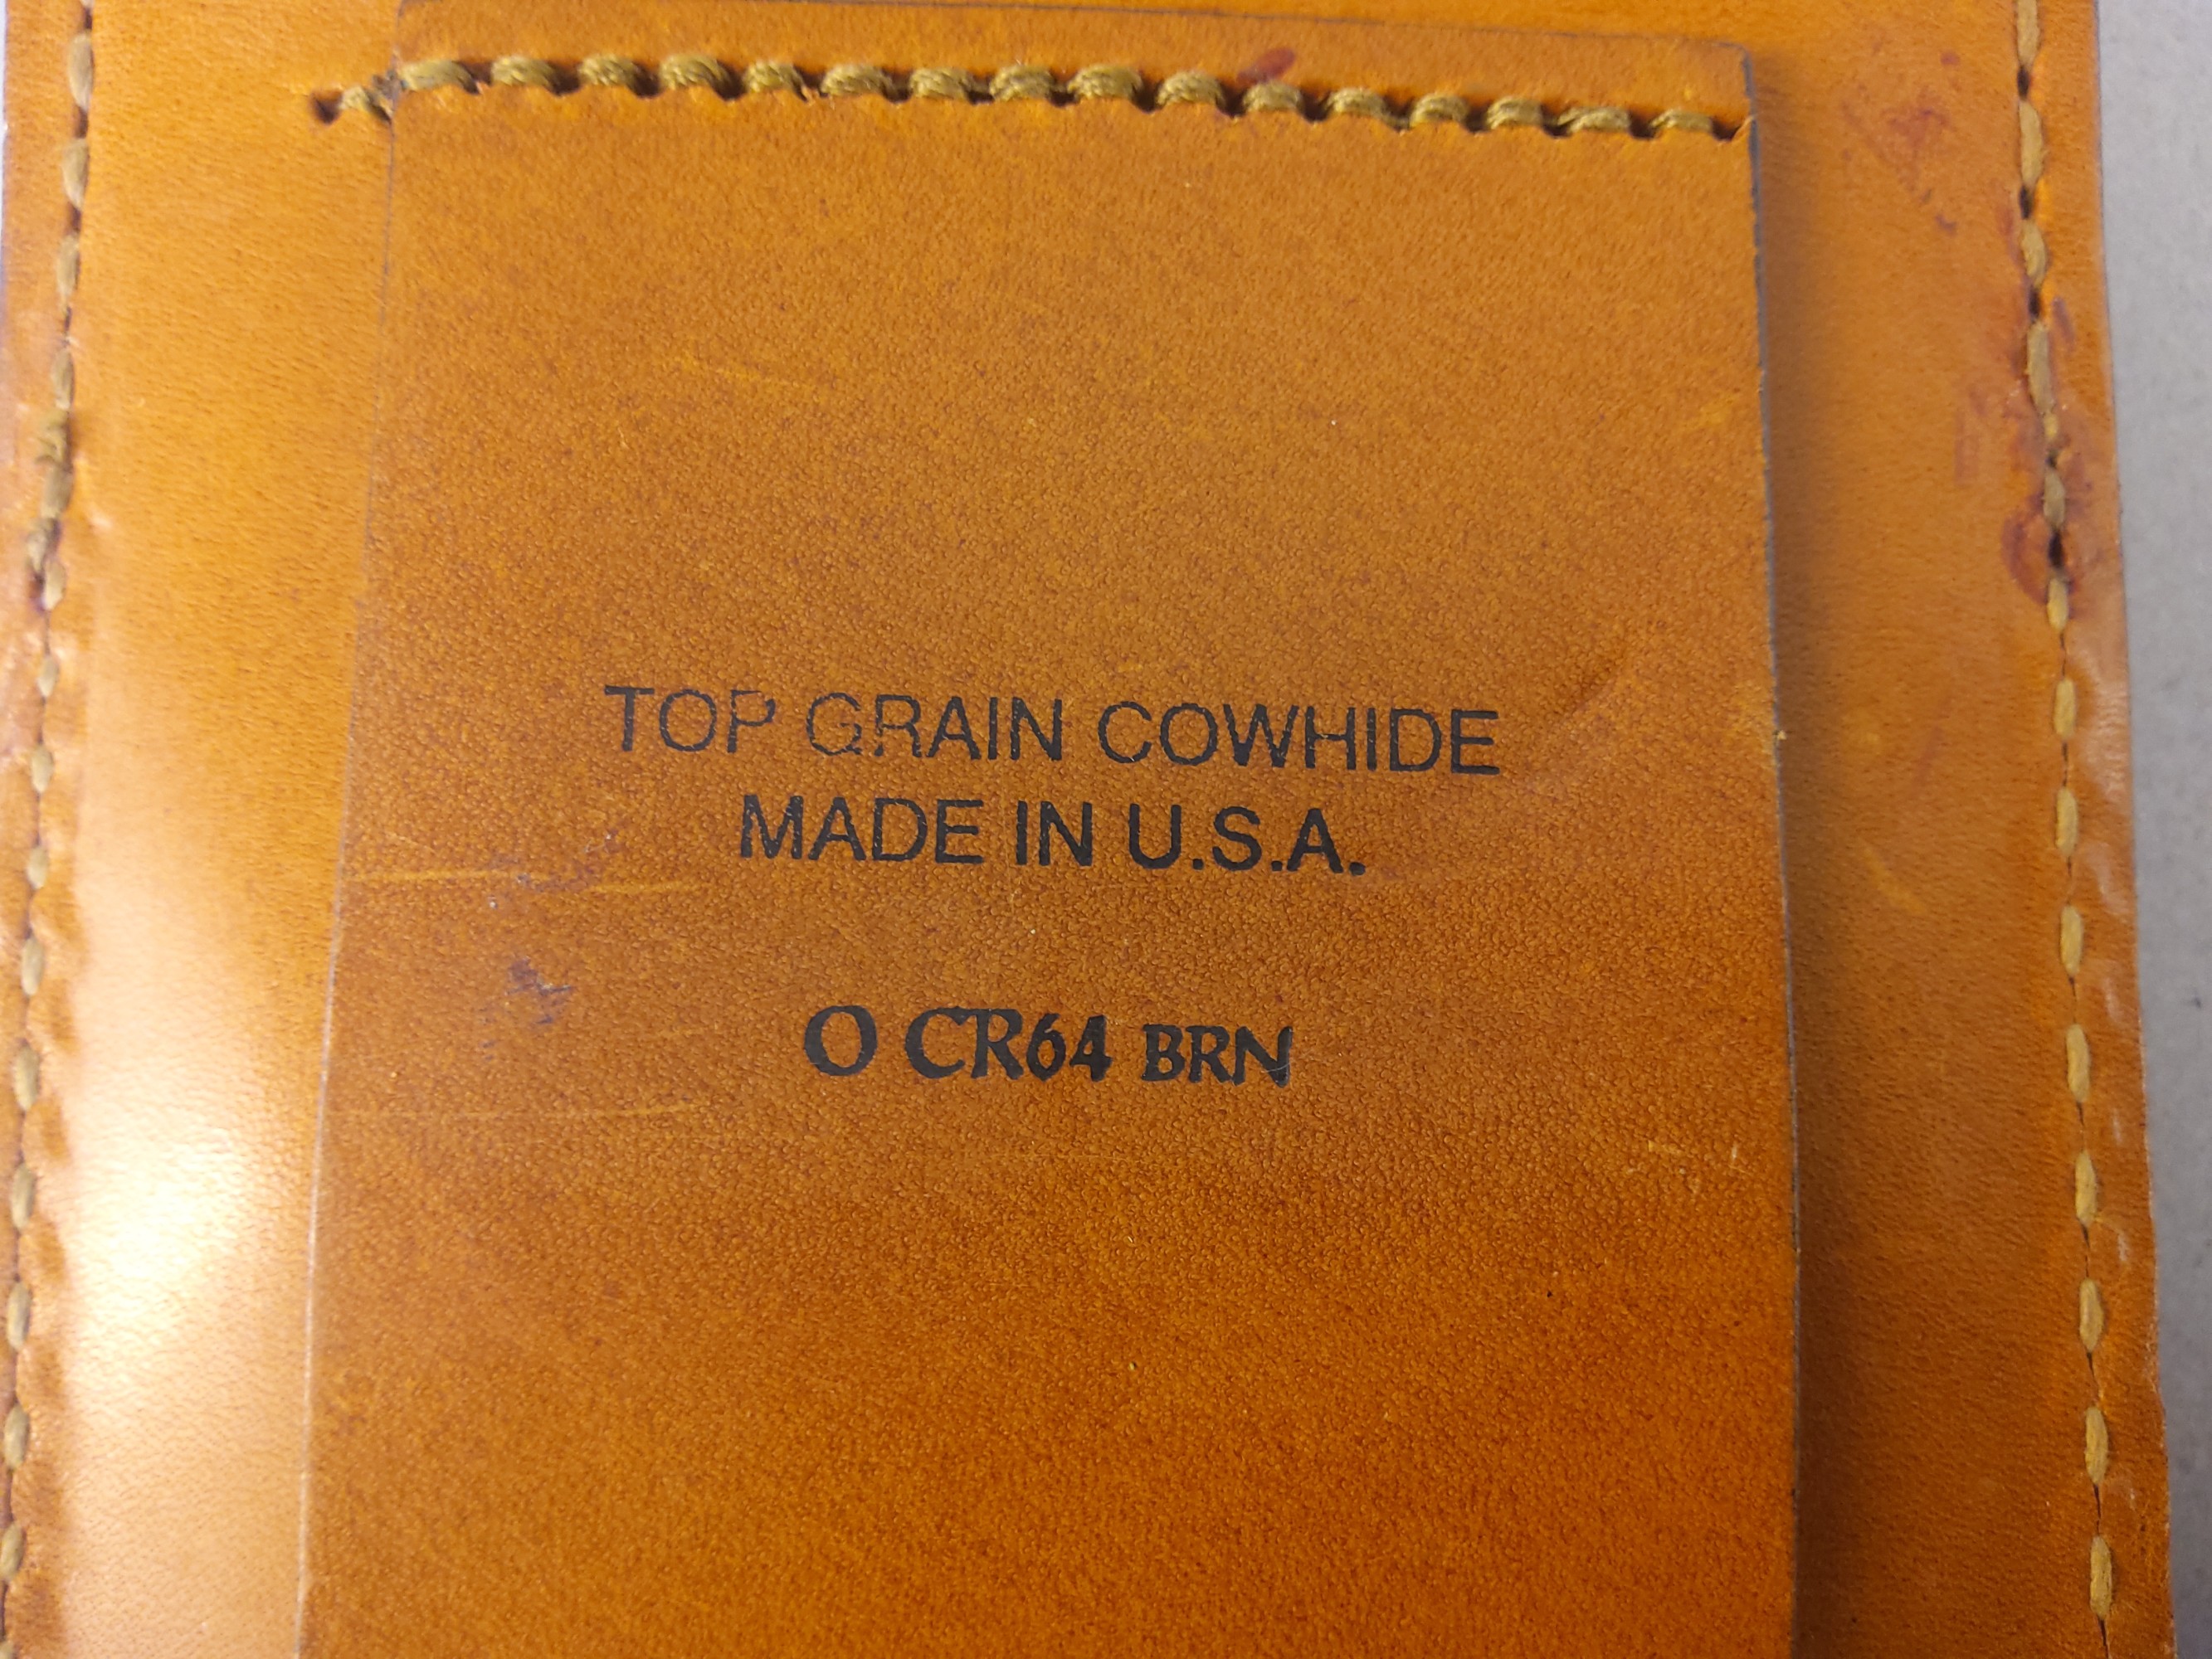 TOP GRAIN COWHIDE
MADE IN U.S.A.
O CR64 BRN